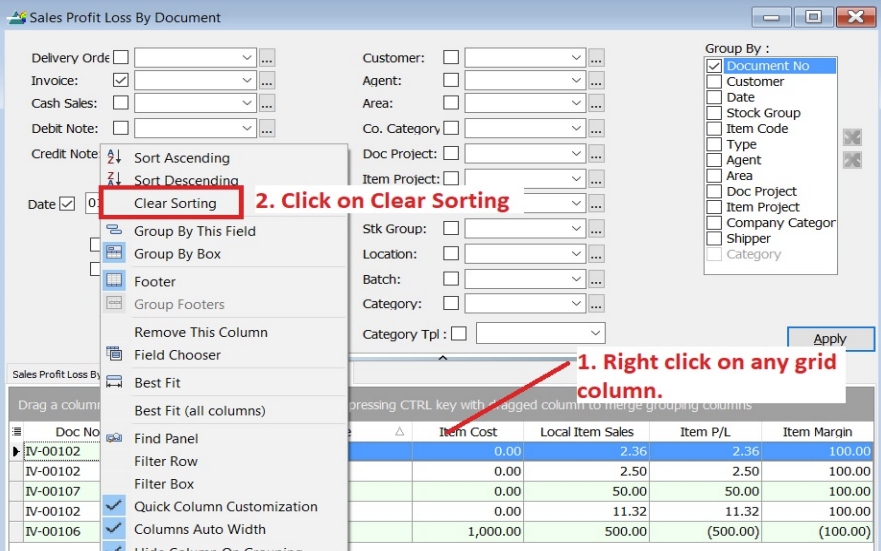 Sales Profit Loss By Document
Delivery Orde
Invoice:
Cash Sales:
Debit Note:
Credit Note
Date
Customer:
Agent:
Area:
Co. Category
Doc Project:
Item Project:
Stk Group:
Location:
Batch:
Category:
Category Tpl :
Group By :
Document No
Customer
Date
Stock Group
Item Code
Type
Agent
Area
Doc Project
Item Project
Company Categor
Shipper
Category
Apply
Sort Ascending
Sort Descending
Clear Sorting
Group By This Field
Group By Box
Footer
Group Footers
Remove This Column
Field Chooser
Best Fit
Best Fit (all columns)
Find Panel
Filter Row
Filter Box
Quick Column Customization
Columns Auto Width
Hide Column On Grouping
2. Click on Clear Sorting
1. Right click on any grid
column.
Sales Profit Loss By
Drag a column
pressing CTRL key with dragged column to merge grouping columns
Doc No Item Cost Local Item Sales Item P/L Item Margin
IV-00102 0.00 2.36 2.36 100.00
IV-00102 0.00 2.50 2.50 100.00
IV-00107 0.00 50.00 50.00 100.00
IV-00102 0.00 11.32 11.32 100.00
IV-00106 1,000.00 500.00 (500.00) (100.00)